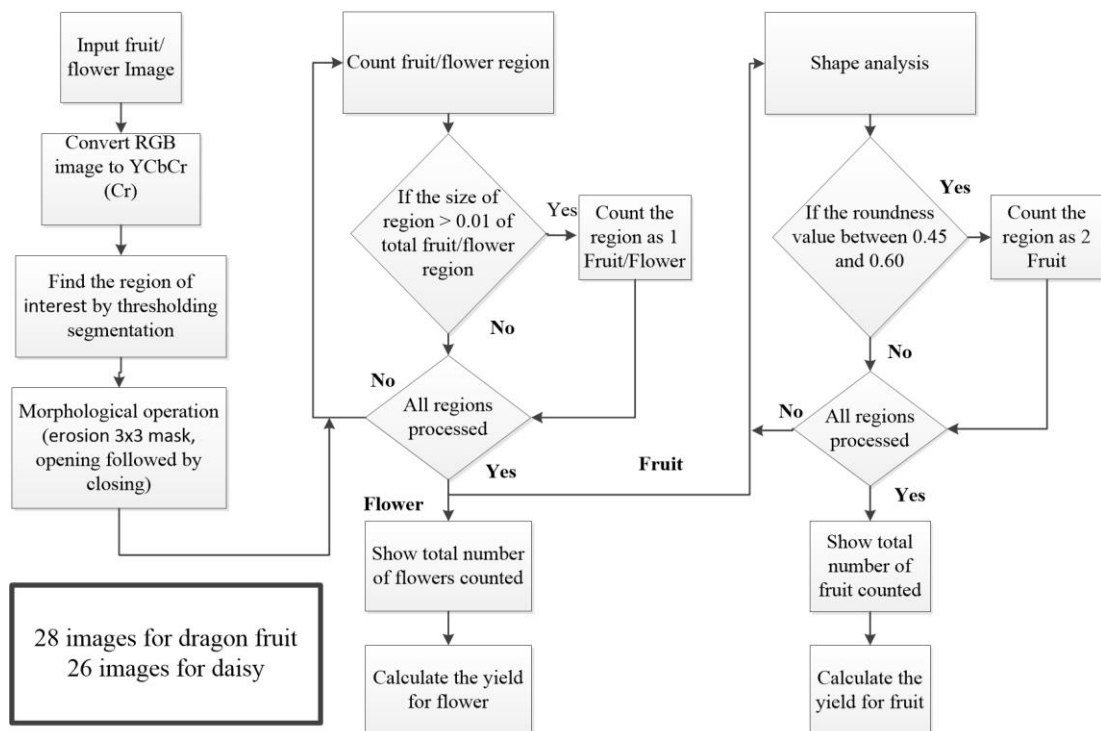 Input fruit/
flower Image
Convert RGB
image to YCbCr
(Cr)
Find the region of
interest by thresholding
segmentation
Morphological operation
(erosion 3x3 mask,
opening followed by
closing)
28 images for dragon fruit
26 images for daisy
Count fruit/flower region
If the size of
region > 0.01 of
total fruit/flower
region
Yes
Count the
region as 1
Fruit/Flower
No
No
All regions
processed
Yes
Fruit
Flower
Show total number
of flowers counted
Calculate the yield
for flower
Shape analysis
Yes
If the roundness
value between 0.45
and 0.60
Count the
region as 2
Fruit
No
No
All regions
processed
Yes
Show total
number of
fruit counted
Calculate the
yield for fruit